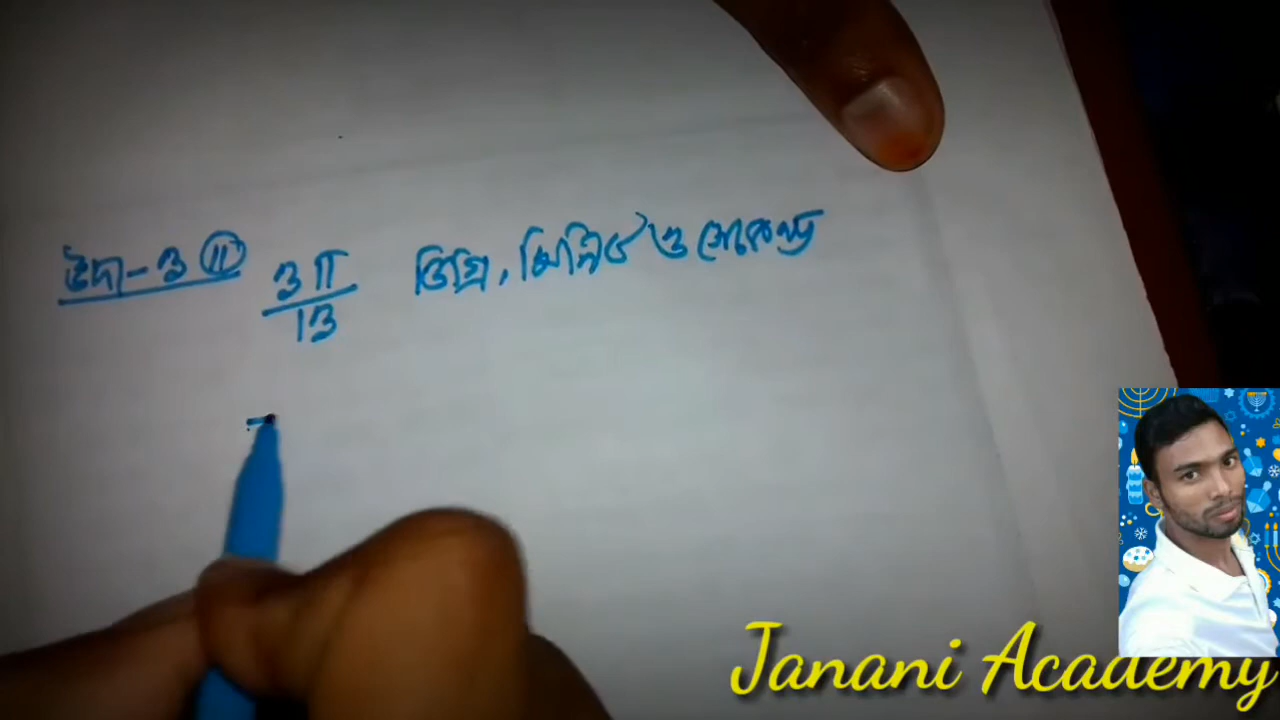 উদা-৩ ii 3π/13 ডিগ্রি, মিনিট ও সেকেন্ড
Janani Academy